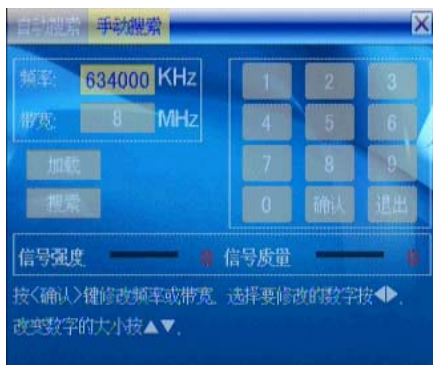 自动搜索 手动搜索 X
频率: 634000 KHz
带宽: 8 MHz
1 2 3
4 5 6
7 8 9
0 确认 退出
加载
搜索
信号强度 信号质量
按<确认>键修改频率或带宽, 选择要修改的数字按◀▶,
改变数字的大小按▲▼,